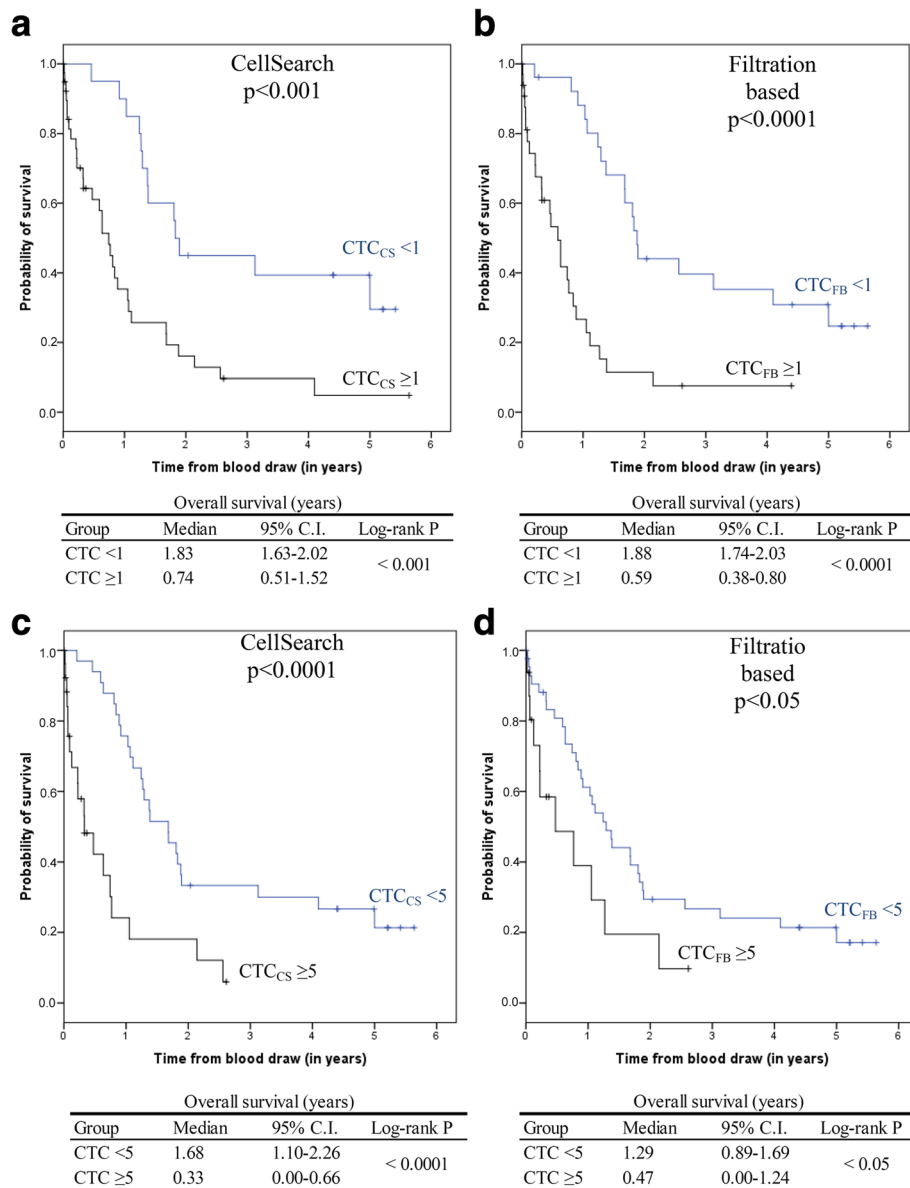 a
CellSearch
p<0.001
Probability of survival
1.0
0.8
0.6
0.4
0.2
0.0
CTCCS <1
CTCCS ≥1
0 1 2 3 4 5 6
Time from blood draw (in years)
Overall survival (years)
Group Median 95% C.I. Log-rank P
CTC <1 1.83 1.63-2.02
< 0.001
CTC ≥1 0.74 0.51-1.52
b
Filtration
based
p<0.0001
Probability of survival
1.0
0.8
0.6
0.4
0.2
0.0
CTCFB <1
CTCFB ≥1
0 1 2 3 4 5 6
Time from blood draw (in years)
Overall survival (years)
Group Median 95% C.I. Log-rank P
CTC <1 1.88 1.74-2.03
< 0.0001
CTC ≥1 0.59 0.38-0.80
c
CellSearch
p<0.0001
Probability of survival
1.0
0.8
0.6
0.4
0.2
0.0
CTCCS <5
CTCCS ≥5
0 1 2 3 4 5 6
Time from blood draw (in years)
Overall survival (years)
Group Median 95% C.I. Log-rank P
CTC <5 1.68 1.10-2.26
< 0.0001
CTC ≥5 0.33 0.00-0.66
d
Filtratio
based
p<0.05
Probability of survival
1.0
0.8
0.6
0.4
0.2
0.0
CTCFB <5
CTCFB ≥5
0 1 2 3 4 5 6
Time from blood draw (in years)
Overall survival (years)
Group Median 95% C.I. Log-rank P
CTC <5 1.29 0.89-1.69
< 0.05
CTC ≥5 0.47 0.00-1.24